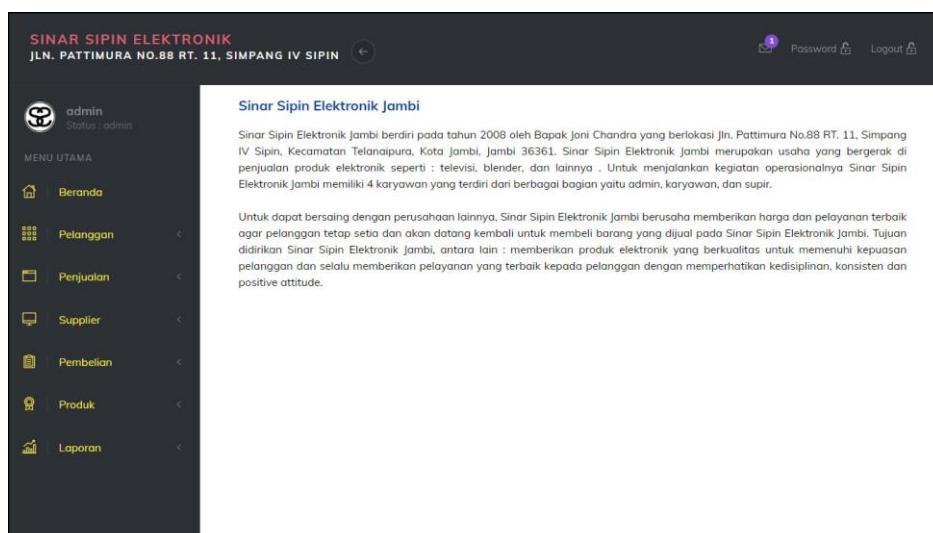 SINAR SIPIN ELEKTRONIK
JLN. PATTIMURA NO.88 RT. 11, SIMPANG IV SIPIN
1
Password
Logout
admin
Status : admin
MENU UTAMA
Beranda
Pelanggan
Penjualan
Supplier
Pembelian
Produk
Laporan
Sinar Sipin Elektronik Jambi
Sinar Sipin Elektronik Jambi berdiri pada tahun 2008 oleh Bapak Joni Chandra yang berlokasi Jln. Pattimura No.88 RT. 11, Simpang
IV Sipin, Kecamatan Telanaipura, Kota Jambi, Jambi 36361. Sinar Sipin Elektronik Jambi merupakan usaha yang bergerak di
penjualan produk elektronik seperti : televisi, blender, dan lainnya . Untuk menjalankan kegiatan operasionalnya Sinar Sipin
Elektronik Jambi memiliki 4 karyawan yang terdiri dari berbagai bagian yaitu admin, karyawan, dan supir.
Untuk dapat bersaing dengan perusahaan lainnya, Sinar Sipin Elektronik Jambi berusaha memberikan harga dan pelayanan terbaik
agar pelanggan tetap setia dan akan datang kembali untuk membeli barang yang dijual pada Sinar Sipin Elektronik Jambi. Tujuan
didirikan Sinar Sipin Elektronik Jambi, antara lain : memberikan produk elektronik yang berkualitas untuk memenuhi kepuasan
pelanggan dan selalu memberikan pelayanan yang terbaik kepada pelanggan dengan memperhatikan kedisiplinan, konsisten dan
positive attitude.